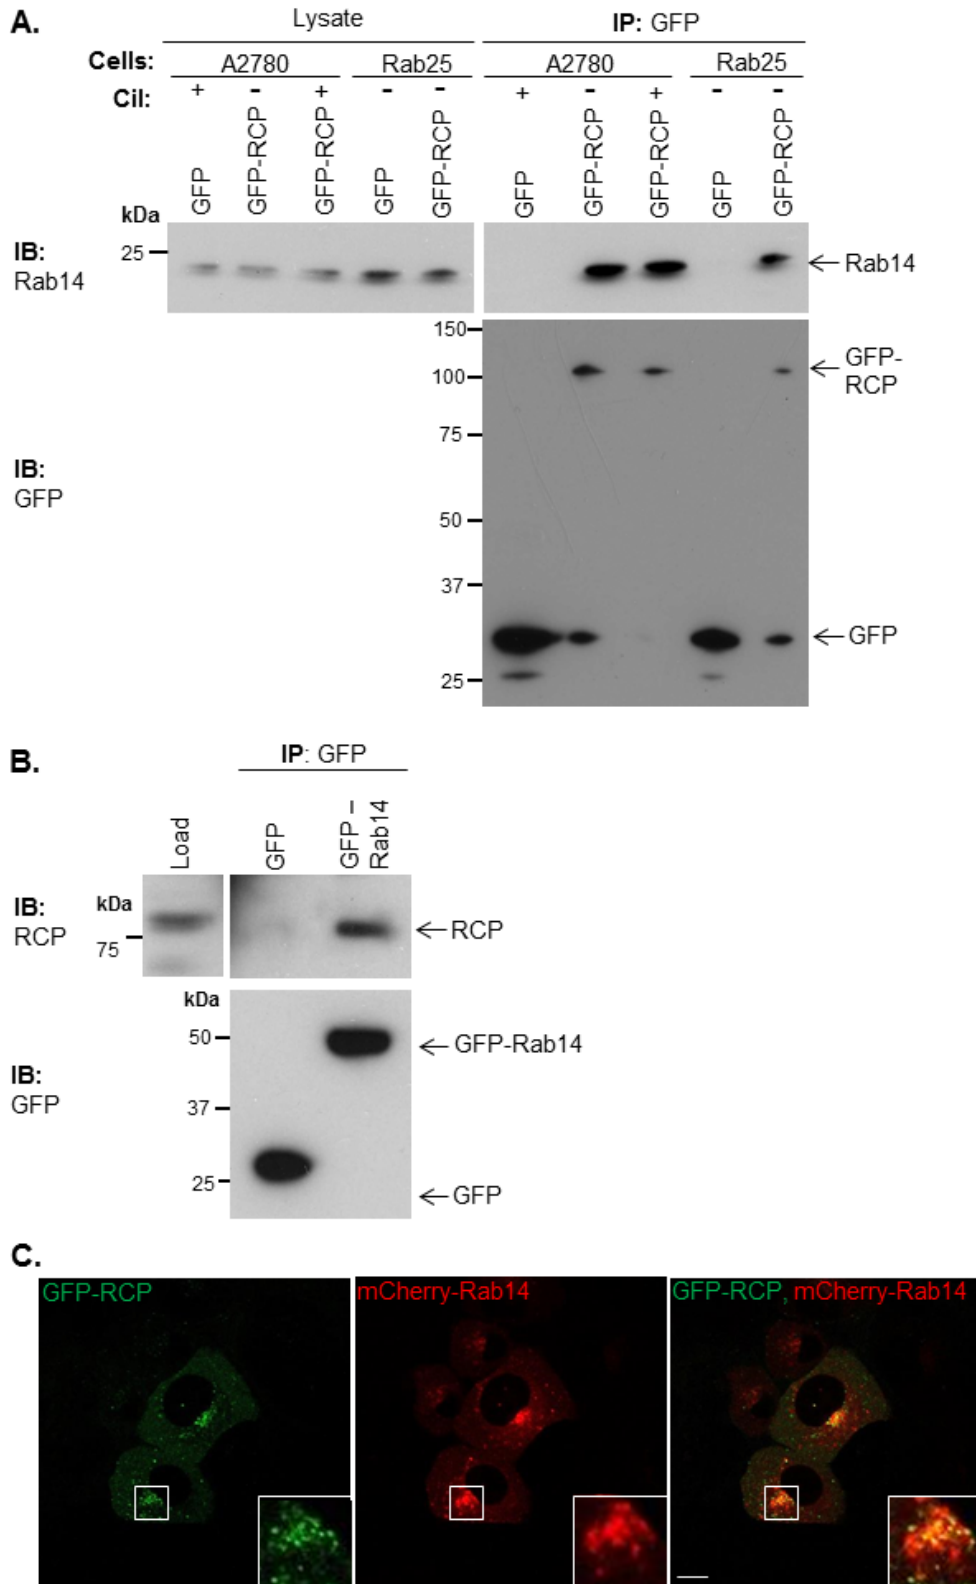 A.
Lysate
IP: GFP
Cells:
A2780
Rab25
A2780
Rab25
Cil:
+ - + - -
+ - + - -
GFP
GFP-RCP
GFP-RCP
GFP
GFP-RCP
GFP
GFP-RCP
GFP-RCP
GFP
GFP-RCP
kDa
IB:
Rab14
25
Rab14
150
100
75
50
37
25
GFP-
RCP
IB:
GFP
GFP
B.
IP: GFP
Load
GFP
GFP –
Rab14
IB:
RCP
kDa
75
RCP
kDa
50
37
25
GFP-Rab14
IB:
GFP
GFP
C.
GFP-RCP
mCherry-Rab14
GFP-RCP, mCherry-Rab14